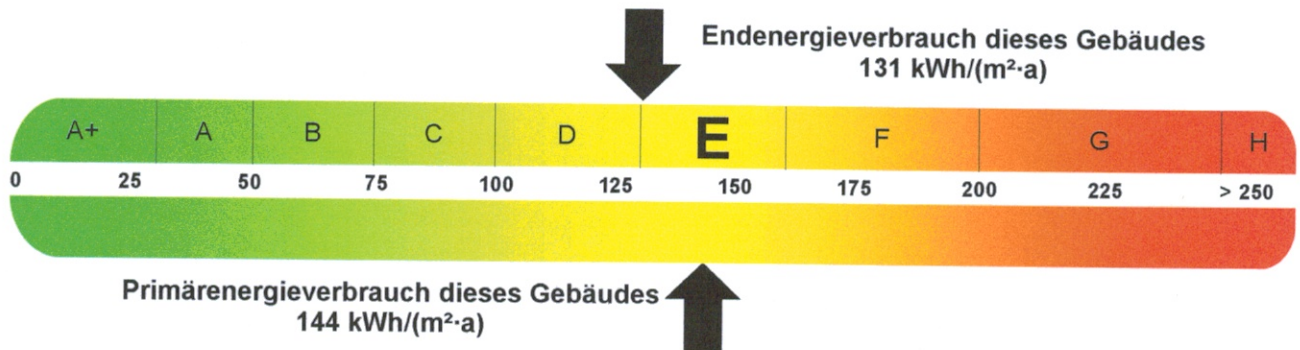 Endenergieverbrauch dieses Gebäudes
131 kWh/(m²·a)
A+ A B C D E F G H
0 25 50 75 100 125 150 175 200 225 > 250
Primärenergieverbrauch dieses Gebäudes
144 kWh/(m²·a)